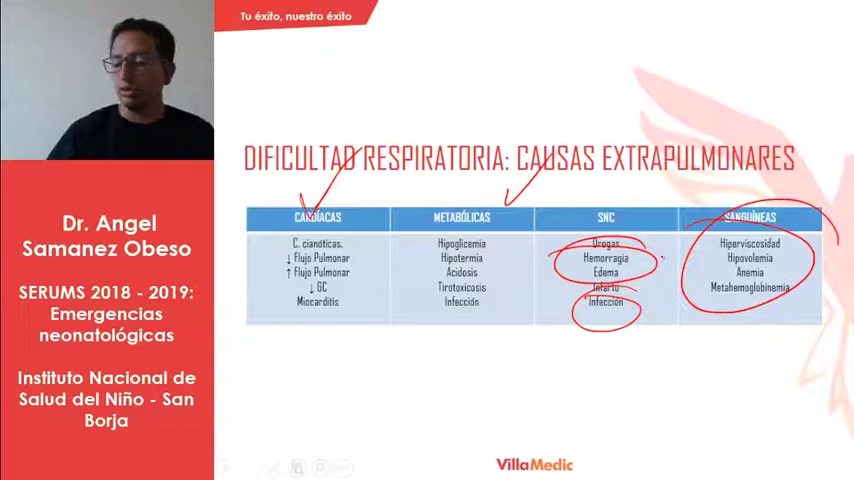 Tu éxito, nuestro éxito
Dr. Angel
Samanez Obeso
SERUMS 2018 - 2019:
Emergencias
neonatológicas
Instituto Nacional de
Salud del Niño - San
Borja
DIFICULTAD RESPIRATORIA: CAUSAS EXTRAPULMONARES
CARDÍACAS METABÓLICAS SNC SANGUÍNEAS
C. cianóticas. Hipoglicemia Drogas Hiperviscosidad
↓ Flujo Pulmonar Hipotermia Hemorragia Hipovolemia
↑ Flujo Pulmonar Acidosis Edema Anemia
↓ GC Tirotoxicosis Infarto Metahemoglobinemia
Miocarditis Infección Infección
VillaMedic